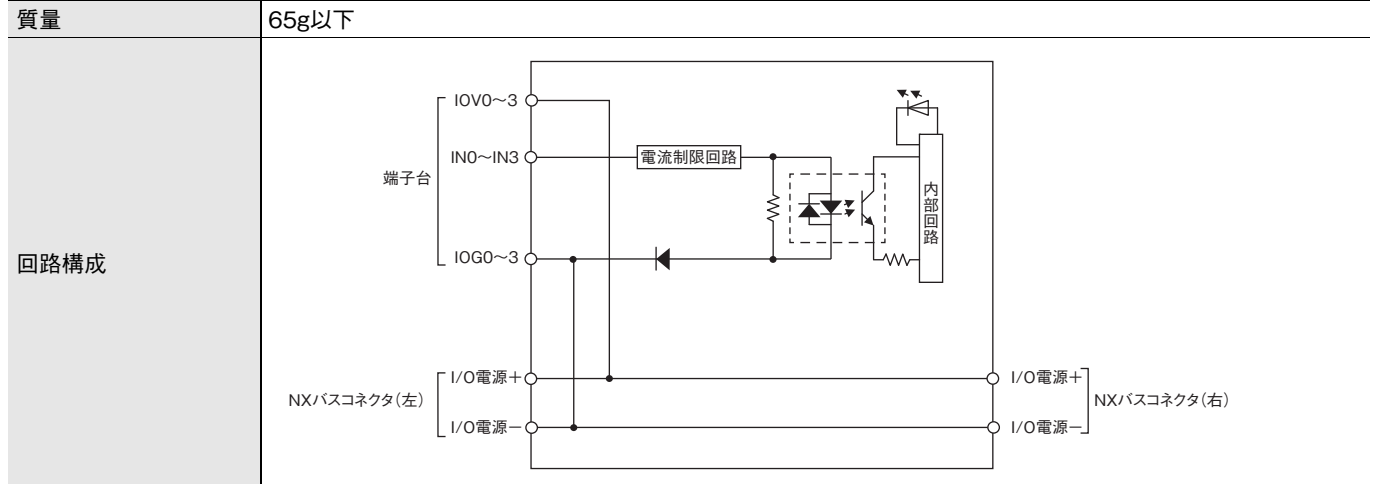 質量
65g以下
回路構成
端子台
IOV0～3
IN0～IN3
IOG0～3
電流制限回路
内部回路
NXバスコネクタ（左）
I/O電源＋
I/O電源－
I/O電源＋
I/O電源－
NXバスコネクタ（右）